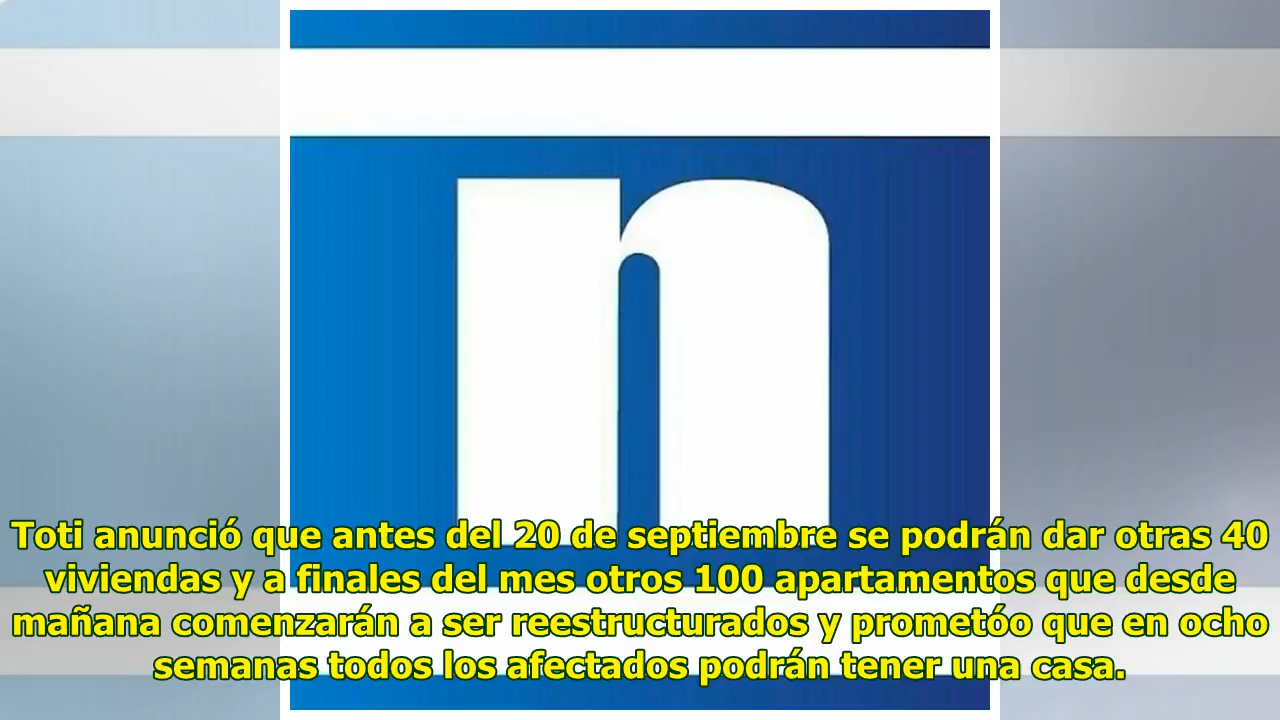 n
Toti anunció que antes del 20 de septiembre se podrán dar otras 40
viviendas y a finales del mes otros 100 apartamentos que desde
mañana comenzarán a ser reestructurados y prometóo que en ocho
semanas todos los afectados podrán tener una casa.